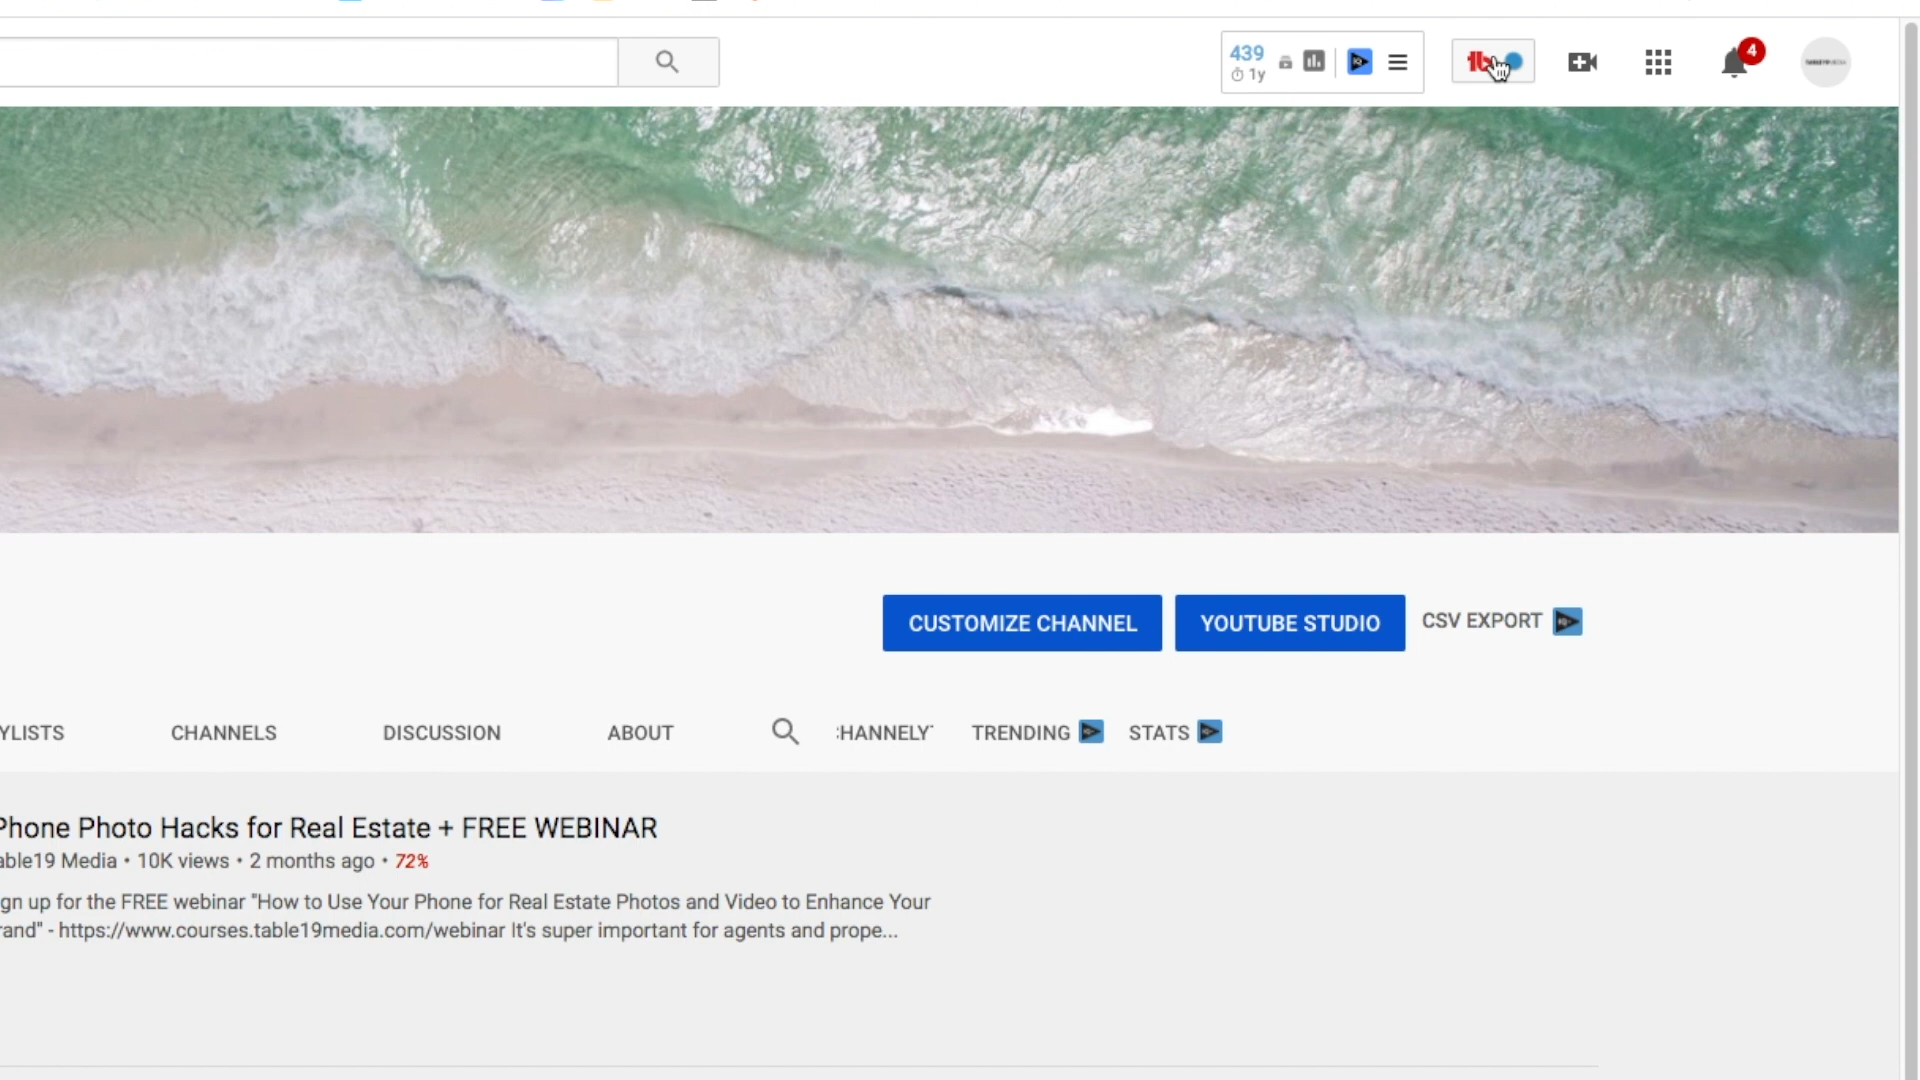 439
1y
4
CUSTOMIZE CHANNEL
YOUTUBE STUDIO
CSV EXPORT
YLISTS
CHANNELS
DISCUSSION
ABOUT
HANNELY
TRENDING
STATS
Phone Photo Hacks for Real Estate + FREE WEBINAR
able19 Media • 10K views • 2 months ago • 72%
gn up for the FREE webinar "How to Use Your Phone for Real Estate Photos and Video to Enhance Your
rand" - https://www.courses.table19media.com/webinar It's super important for agents and prope...